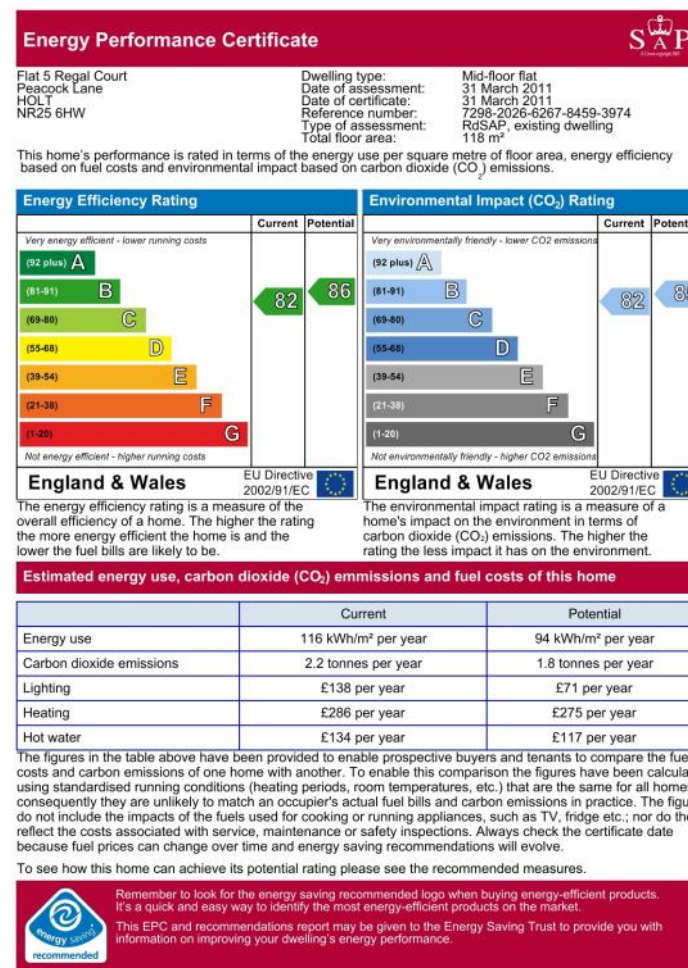 Energy Performance Certificate
SAP
Flat 5 Regal Court
Peacock Lane
HOLT
NR25 6HW
Dwelling type: Mid-floor flat
Date of assessment: 31 March 2011
Date of certificate: 31 March 2011
Reference number: 7298-2026-6267-8459-3974
Type of assessment: RdSAP, existing dwelling
Total floor area: 118 m²
This home's performance is rated in terms of the energy use per square metre of floor area, energy efficiency
based on fuel costs and environmental impact based on carbon dioxide (CO₂) emissions.
Energy Efficiency Rating
Current Potential
Very energy efficient - lower running costs
(92 plus) A
(81-91) B
(69-80) C
(55-68) D
(39-54) E
(21-38) F
(1-20) G
82
86
Not energy efficient - higher running costs
England & Wales
EU Directive
2002/91/EC
The energy efficiency rating is a measure of the
overall efficiency of a home. The higher the rating
the more energy efficient the home is and the
lower the fuel bills are likely to be.
Environmental Impact (CO₂) Rating
Current Potent
Very environmentally friendly - lower CO2 emissions
(92 plus) A
(81-91) B
(69-80) C
(55-68) D
(39-54) E
(21-38) F
(1-20) G
82
Not environmentally friendly - higher CO2 emissions
England & Wales
EU Directive
2002/91/EC
The environmental impact rating is a measure of a
home's impact on the environment in terms of
carbon dioxide (CO₂) emissions. The higher the
rating the less impact it has on the environment.
Estimated energy use, carbon dioxide (CO₂) emmissions and fuel costs of this home
Current Potential
Energy use 116 kWh/m² per year 94 kWh/m² per year
Carbon dioxide emissions 2.2 tonnes per year 1.8 tonnes per year
Lighting £138 per year £71 per year
Heating £286 per year £275 per year
Hot water £134 per year £117 per year
The figures in the table above have been provided to enable prospective buyers and tenants to compare the fue
costs and carbon emissions of one home with another. To enable this comparison the figures have been calcula
using standardised running conditions (heating periods, room temperatures, etc.) that are the same for all home
consequently they are unlikely to match an occupier's actual fuel bills and carbon emissions in practice. The figu
do not include the impacts of the fuels used for cooking or running appliances, such as TV, fridge etc.; nor do the
reflect the costs associated with service, maintenance or safety inspections. Always check the certificate date
because fuel prices can change over time and energy saving recommendations will evolve.
To see how this home can achieve its potential rating please see the recommended measures.
energy saving
recommended
Remember to look for the energy saving recommended logo when buying energy-efficient products.
It's a quick and easy way to identify the most energy-efficient products on the market.
This EPC and recommendations report may be given to the Energy Saving Trust to provide you with
information on improving your dwelling's energy performance.